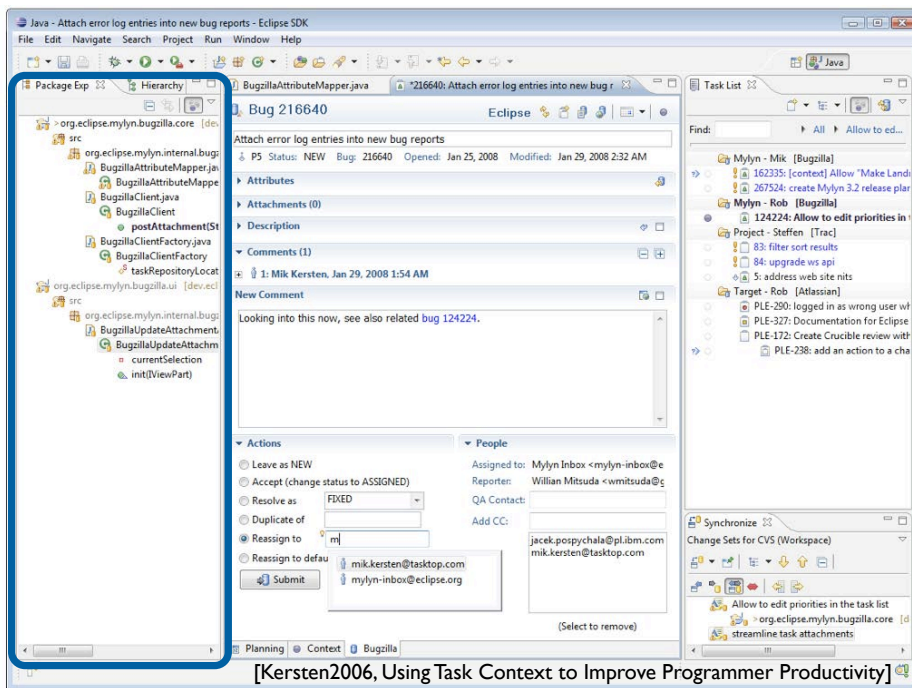 Java - Attach error log entries into new bug reports - Eclipse SDK
File Edit Navigate Search Project Run Window Help
Java
Package Exp Hierarchy
>org.eclipse.mylyn.bugzilla.core [dev
src
org.eclipse.mylyn.internal.bugz
BugzillaAttributeMapper.jav
BugzillaAttributeMappe
BugzillaClient.java
BugzillaClient
postAttachment(St
BugzillaClientFactory.java
BugzillaClientFactory
taskRepositoryLocat
org.eclipse.mylyn.bugzilla.ui [dev.ecl
src
org.eclipse.mylyn.internal.bugz
BugzillaUpdateAttachment
BugzillaUpdateAttachm
currentSelection
init(IViewPart)
BugzillaAttributeMapper.java *216640: Attach error log entries into new bug r
Bug 216640 Eclipse
Attach error log entries into new bug reports
P5 Status: NEW Bug: 216640 Opened: Jan 25, 2008 Modified: Jan 29, 2008 2:32 AM
Attributes
Attachments (0)
Description
Comments (1)
1: Mik Kersten, Jan 29, 2008 1:54 AM
New Comment
Looking into this now, see also related bug 124224.
Actions
Leave as NEW
Accept (change status to ASSIGNED)
Resolve as FIXED
Duplicate of
Reassign to m
Reassign to defau
mik.kersten@tasktop.com
mylyn-inbox@eclipse.org
Submit
People
Assigned to: Mylyn Inbox <mylyn-inbox@e
Reporter: Willian Mitsuda <wmitsuda@g
QA Contact:
Add CC:
jacek.pospychala@pl.ibm.com
mik.kersten@tasktop.com
(Select to remove)
Planning Context Bugzilla
Task List
Find: All Allow to ed...
Mylyn - Mik [Bugzilla]
162335: [context] Allow "Make Landm
267524: create Mylyn 3.2 release plan
Mylyn - Rob [Bugzilla]
124224: Allow to edit priorities in t
Project - Steffen [Trac]
83: filter sort results
84: upgrade ws api
5: address web site nits
Target - Rob [Atlassian]
PLE-290: logged in as wrong user wh
PLE-327: Documentation for Eclipse
PLE-172: Create Crucible review with
PLE-238: add an action to a cha
Synchronize
Change Sets for CVS (Workspace)
Allow to edit priorities in the task list
> org.eclipse.mylyn.bugzilla.core [d
streamline task attachments
[Kersten2006, Using Task Context to Improve Programmer Productivity]